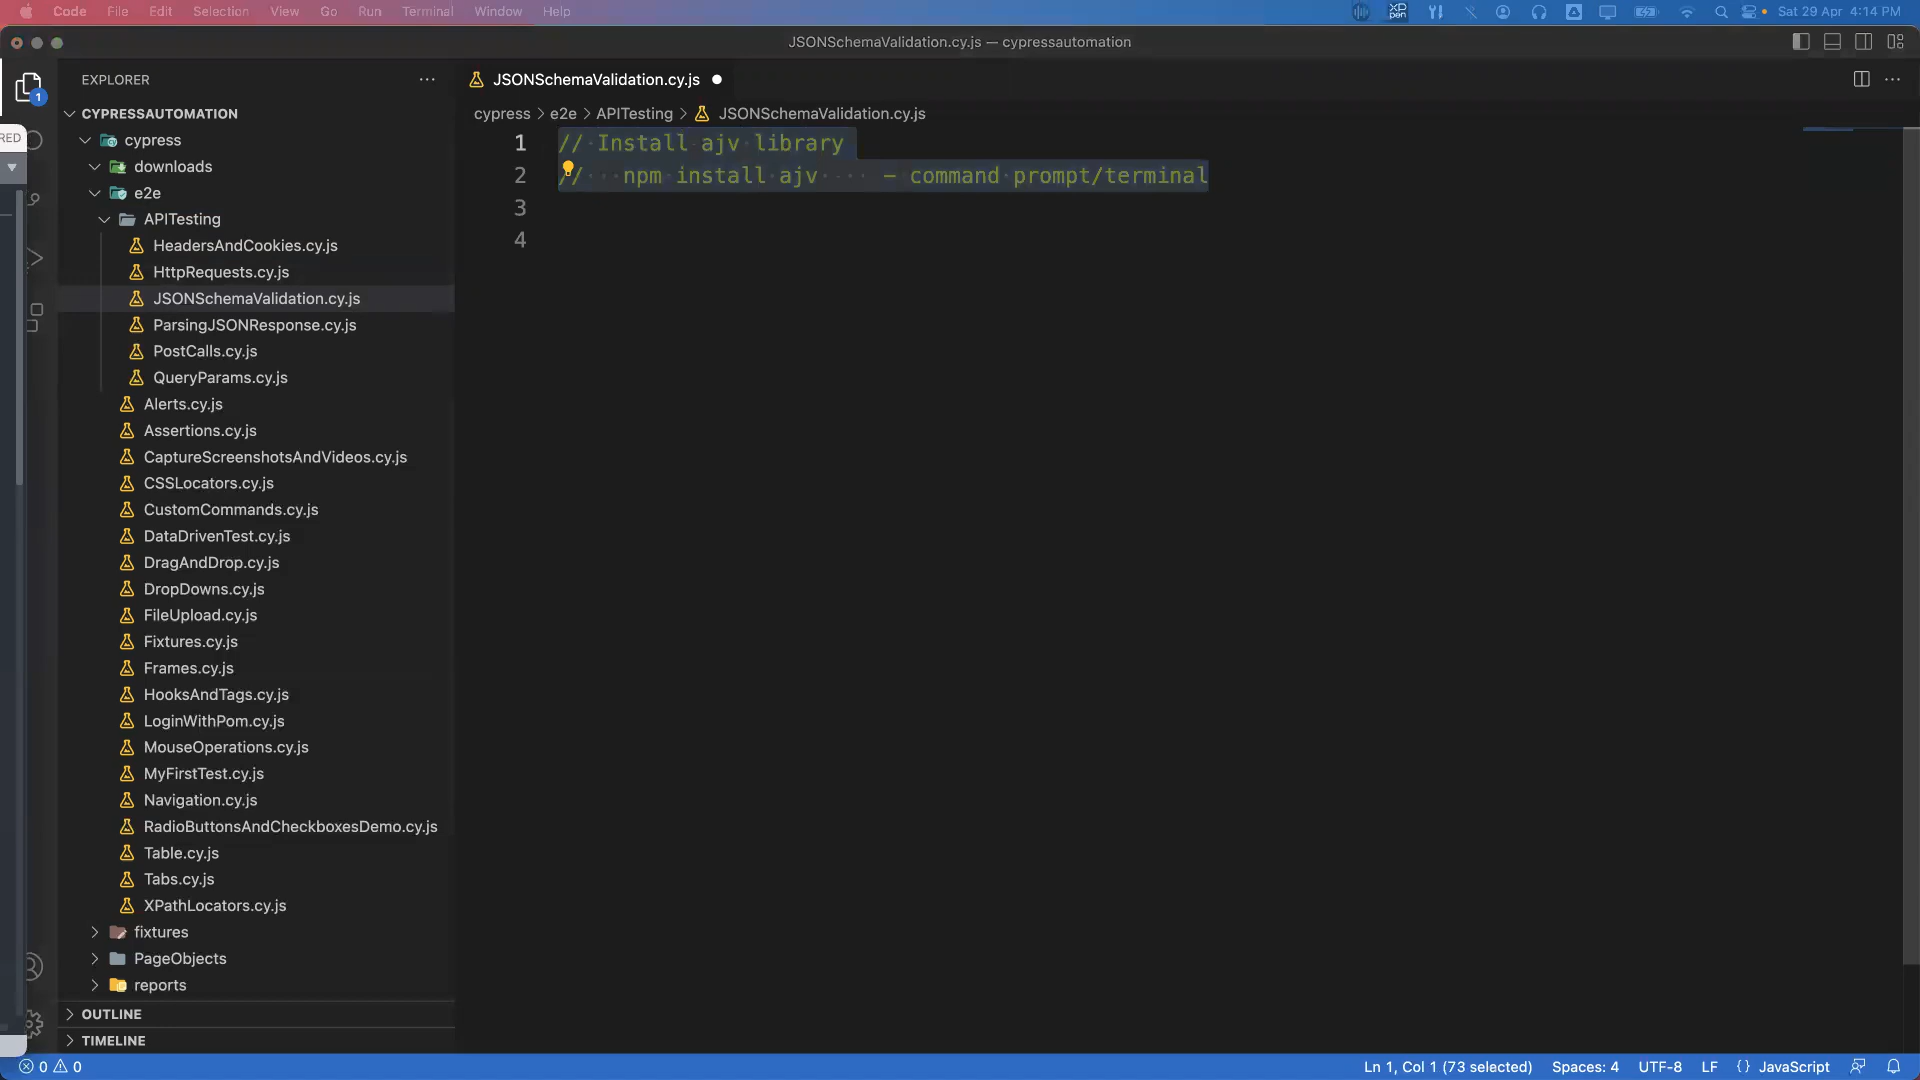 Code File Edit Selection View Go Run Terminal Window Help
XP PEN
Sat 29 Apr 4:14 PM
JSONSchemaValidation.cy.js — cypressautomation
EXPLORER
JSONSchemaValidation.cy.js
1
CYPRESSAUTOMATION
cypress > e2e > APITesting > JSONSchemaValidation.cy.js
RED
cypress
downloads
e2e
APITesting
HeadersAndCookies.cy.js
HttpRequests.cy.js
JSONSchemaValidation.cy.js
ParsingJSONResponse.cy.js
PostCalls.cy.js
QueryParams.cy.js
Alerts.cy.js
Assertions.cy.js
CaptureScreenshotsAndVideos.cy.js
CSSLocators.cy.js
CustomCommands.cy.js
DataDrivenTest.cy.js
DragAndDrop.cy.js
DropDowns.cy.js
FileUpload.cy.js
Fixtures.cy.js
Frames.cy.js
HooksAndTags.cy.js
LoginWithPom.cy.js
MouseOperations.cy.js
MyFirstTest.cy.js
Navigation.cy.js
RadioButtonsAndCheckboxesDemo.cy.js
Table.cy.js
Tabs.cy.js
XPathLocators.cy.js
fixtures
PageObjects
reports
OUTLINE
TIMELINE
1 // Install ajv library
2 // npm install ajv – command prompt/terminal
3
4
0 0
Ln 1, Col 1 (73 selected) Spaces: 4 UTF-8 LF {} JavaScript